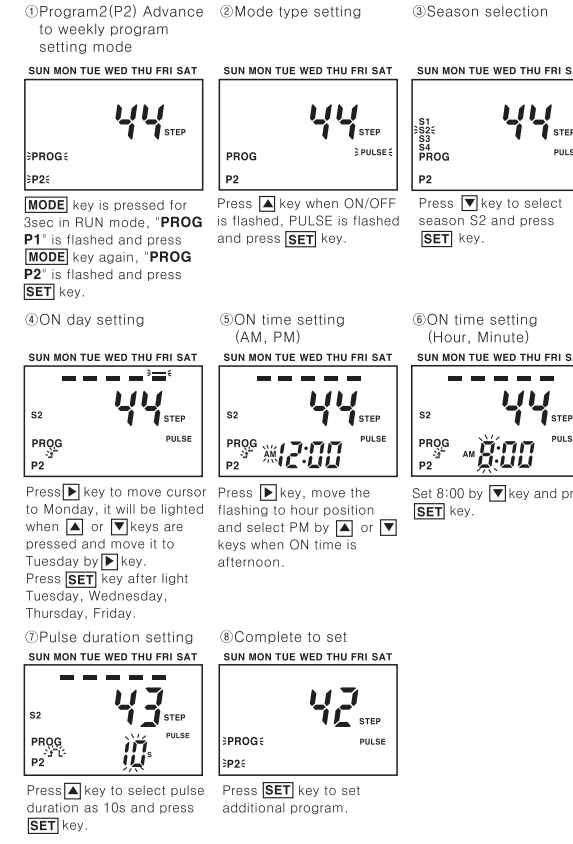 ①Program2(P2) Advance to weekly program setting mode
SUN MON TUE WED THU FRI SAT
44 STEP
PROG
P2
MODE key is pressed for
3sec in RUN mode, "PROG
P1" is flashed and press
MODE key again, "PROG
P2" is flashed and press
SET key.
②Mode type setting
SUN MON TUE WED THU FRI SAT
44 STEP
PROG PULSE
P2
Press ▲ key when ON/OFF
is flashed, PULSE is flashed
and press SET key.
③Season selection
SUN MON TUE WED THU FRI
S1
S2 44
S3
S4
PROG
P2
Press ▼ key to select
season S2 and press
SET key.
④ON day setting
SUN MON TUE WED THU FRI SAT
S2 44 STEP
PROG PULSE
P2
Press ▶ key to move cursor
to Monday, it will be lighted
when ▲ or ▼ keys are
pressed and move it to
Tuesday by ▶ key.
Press SET key after light
Tuesday, Wednesday,
Thursday, Friday.
⑤ON time setting
(AM, PM)
SUN MON TUE WED THU FRI SAT
S2 44 STEP
PROG PULSE
P2 AM 12:00
Press ▶ key, move the
flashing to hour position
and select PM by ▲ or ▼
keys when ON time is
afternoon.
⑥ON time setting
(Hour, Minute)
SUN MON TUE WED THU FRI
S2 44 STEP
PROG
P2 AM 8:00
Set 8:00 by ▼ key and
SET key.
⑦Pulse duration setting
SUN MON TUE WED THU FRI SAT
S2 43 STEP
PROG PULSE
P2 10s
Press ▲ key to select pulse
duration as 10s and press
SET key.
⑧Complete to set
SUN MON TUE WED THU FRI SAT
42 STEP
PROG PULSE
P2
Press SET key to set
additional program.